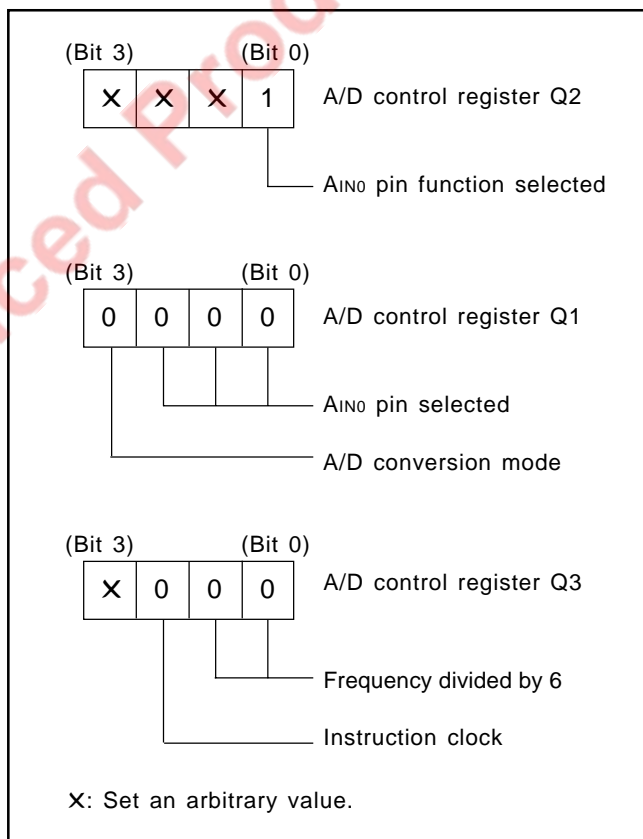 (Bit 3) (Bit 0)
× × × 1 A/D control register Q2
AIN0 pin function selected
(Bit 3) (Bit 0)
0 0 0 0 A/D control register Q1
AIN0 pin selected
A/D conversion mode
(Bit 3) (Bit 0)
× 0 0 0 A/D control register Q3
Frequency divided by 6
Instruction clock
×: Set an arbitrary value.
ced Prod